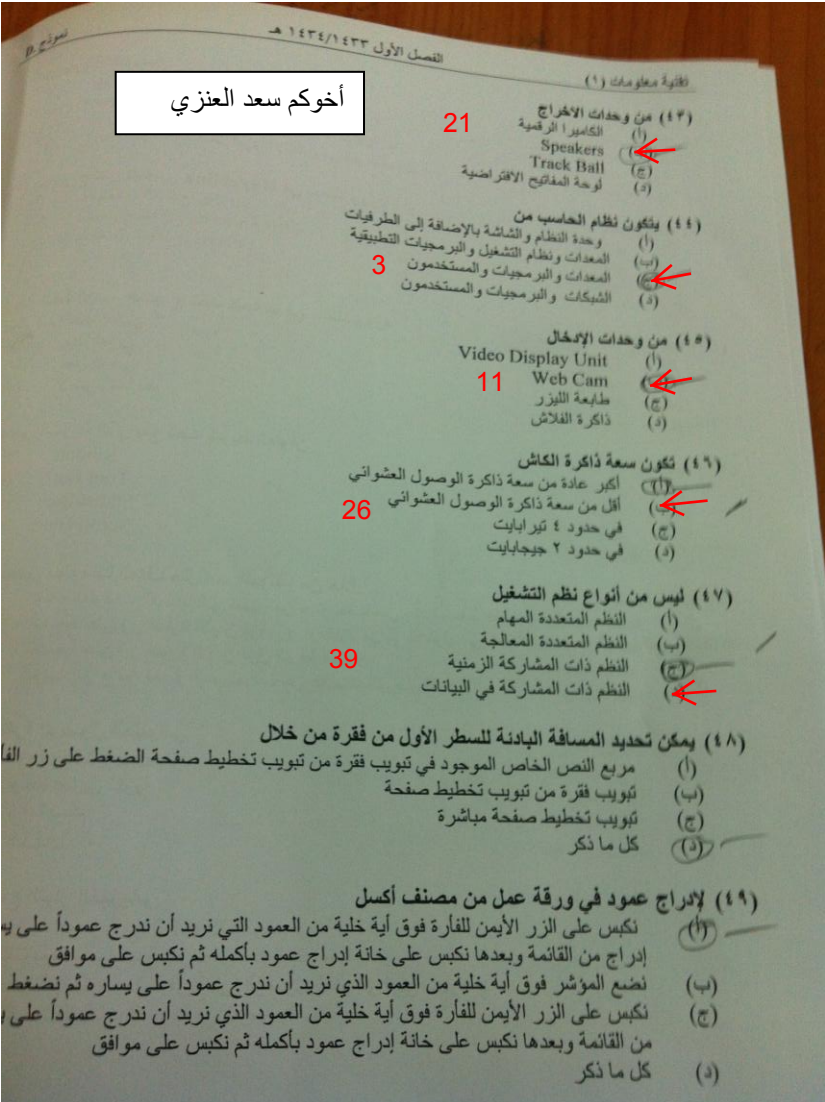 الفصل الأول ١٤٣٤/١٤٣٣ هـ
نموذج D
تقنية معلومات (١)
أخوكم سعد العنزي
(٤٣) من وحدات الاخراج
(أ) الكاميرا الرقمية
21
Speakers
(ج) Track Ball
(د) لوحة المفاتيح الافتراضية
(٤٤) يتكون نظام الحاسب من
(أ) وحدة النظام والشاشة بالإضافة إلى الطرفيات
(ب) المعدات ونظام التشغيل والبرمجيات التطبيقية
(ج) المعدات والبرمجيات والمستخدمون
3
(د) الشبكات والبرمجيات والمستخدمون
(٤٥) من وحدات الإدخال
(أ) Video Display Unit
(ب) Web Cam
11
(ج) طابعة الليزر
(د) ذاكرة الفلاش
(٤٦) تكون سعة ذاكرة الكاش
(أ) أكبر عادة من سعة ذاكرة الوصول العشوائي
(ب) أقل من سعة ذاكرة الوصول العشوائي
26
(ج) في حدود ٤ تيرابايت
(د) في حدود ٢ جيجابايت
(٤٧) ليس من أنواع نظم التشغيل
(أ) النظم المتعددة المهام
(ب) النظم المتعددة المعالجة
(ج) النظم ذات المشاركة الزمنية
39
(د) النظم ذات المشاركة في البيانات
(٤٨) يمكن تحديد المسافة البادئة للسطر الأول من فقرة من خلال
(أ) مربع النص الخاص الموجود في تبويب فقرة من تبويب تخطيط صفحة الضغط على زر
(ب) تبويب فقرة من تبويب تخطيط صفحة
(ج) تبويب تخطيط صفحة مباشرة
(د) كل ما ذكر
(٤٩) لإدراج عمود في ورقة عمل من مصنف أكسل
(أ) نكبس على الزر الأيمن للفأرة فوق أية خلية من العمود التي نريد أن ندرج عموداً على
إدراج من القائمة وبعدها نكبس على خانة إدراج عمود بأكمله ثم نكبس على موافق
(ب) نضع المؤشر فوق أية خلية من العمود الذي نريد أن ندرج عموداً على يساره ثم نضغط
(ج) نكبس على الزر الأيمن للفأرة فوق أية خلية من العمود الذي نريد أن ندرج عموداً على
من القائمة وبعدها نكبس على خانة إدراج عمود بأكمله ثم نكبس على موافق
(د) كل ما ذكر